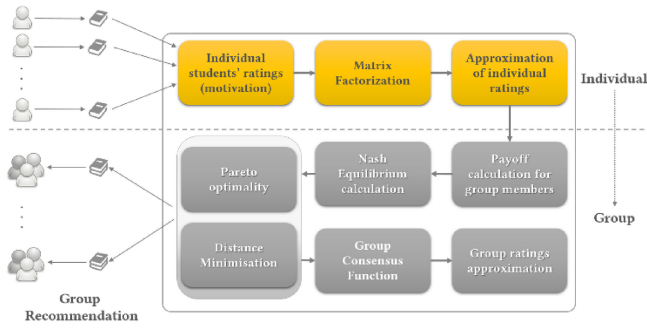 Individual
students' ratings
(motivation)
Matrix
Factorization
Approximation
of individual
ratings
Individual
Pareto
optimality
Nash
Equilibrium
calculation
Payoff
calculation for
group members
Group
Distance
Minimisation
Group
Consensus
Function
Group ratings
approximation
Group
Recommendation